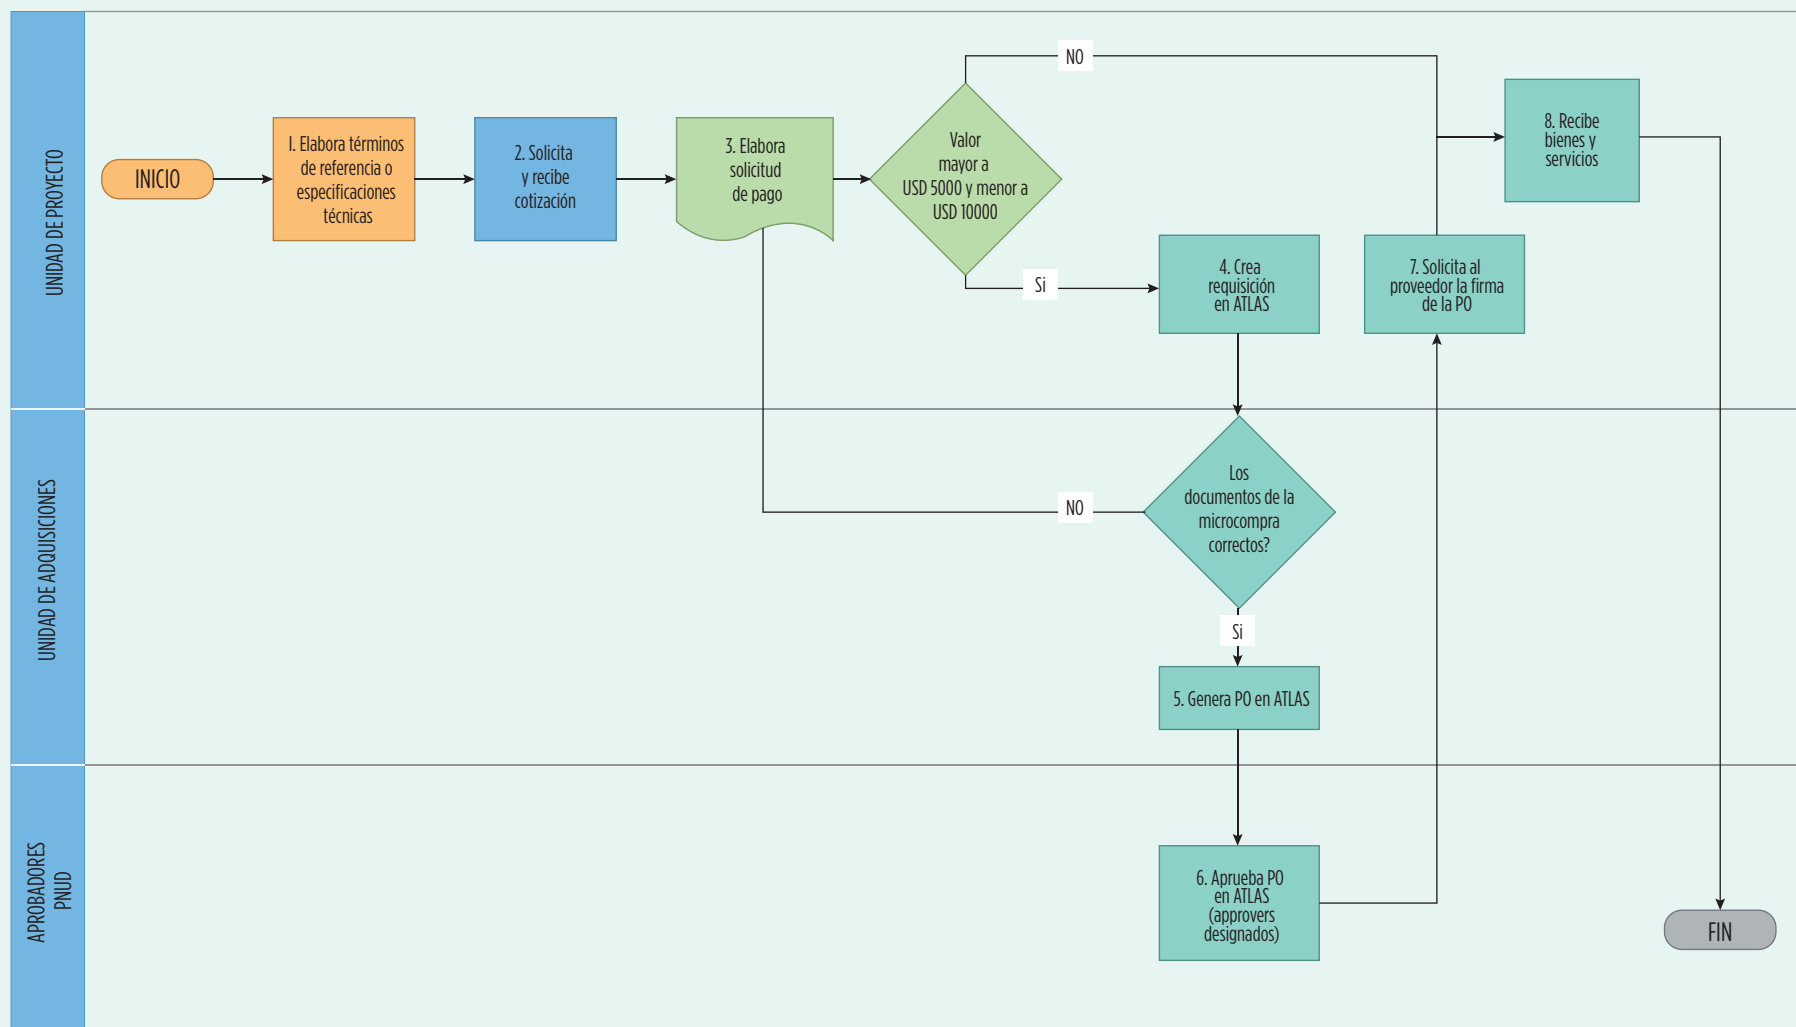 UNIDAD DE PROYECTO
INICIO
1. Elabora términos
de referencia o
especificaciones
técnicas
2. Solicita
y recibe
cotización
3. Elabora
solicitud
de pago
Valor
mayor a
USD 5000 y menor a
USD 10000
NO
Si
4. Crea
requisición
en ATLAS
7. Solicita al
proveedor la firma
de la PO
8. Recibe
bienes y
servicios
UNIDAD DE ADQUISICIONES
Los
documentos de la
microcompra
correctos?
NO
Si
5. Genera PO en ATLAS
APROBADORES
PNUD
6. Aprueba PO
en ATLAS
(approvers
designados)
FIN